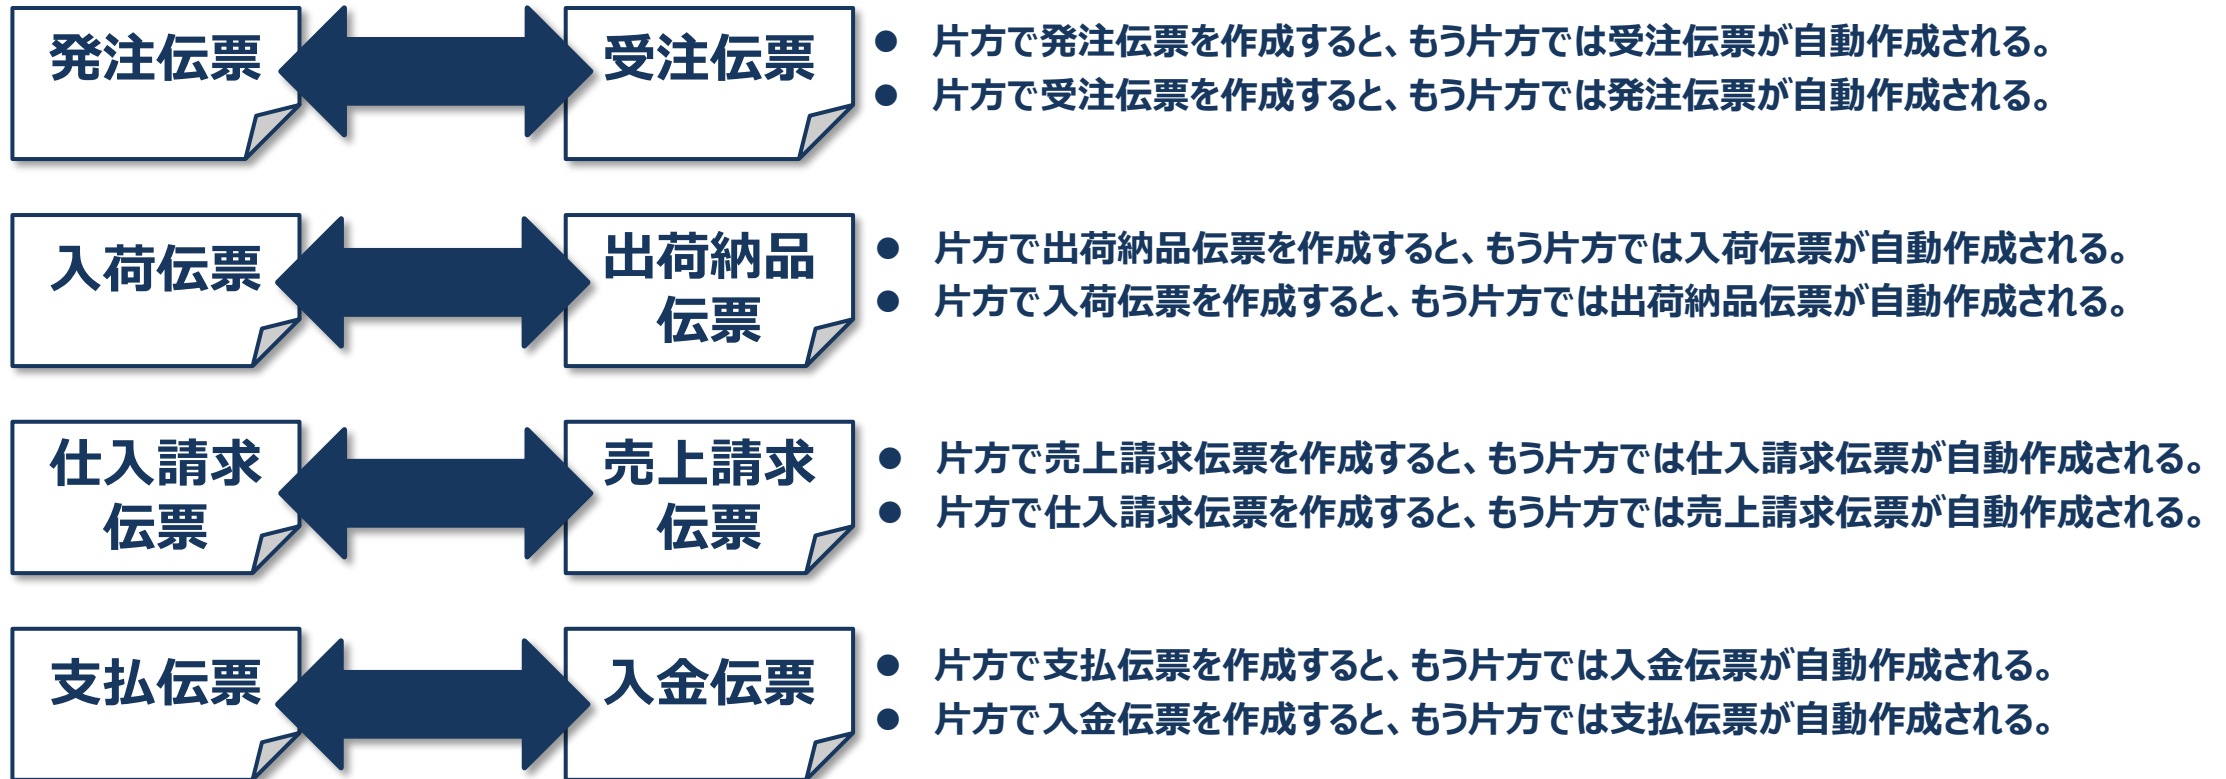 発注伝票
受注伝票
● 片方で発注伝票を作成すると、もう片方では受注伝票が自動作成される。
● 片方で受注伝票を作成すると、もう片方では発注伝票が自動作成される。
入荷伝票
出荷納品
伝票
● 片方で出荷納品伝票を作成すると、もう片方では入荷伝票が自動作成される。
● 片方で入荷伝票を作成すると、もう片方では出荷納品伝票が自動作成される。
仕入請求
伝票
売上請求
伝票
● 片方で売上請求伝票を作成すると、もう片方では仕入請求伝票が自動作成される。
● 片方で仕入請求伝票を作成すると、もう片方では売上請求伝票が自動作成される。
支払伝票
入金伝票
● 片方で支払伝票を作成すると、もう片方では入金伝票が自動作成される。
● 片方で入金伝票を作成すると、もう片方では支払伝票が自動作成される。